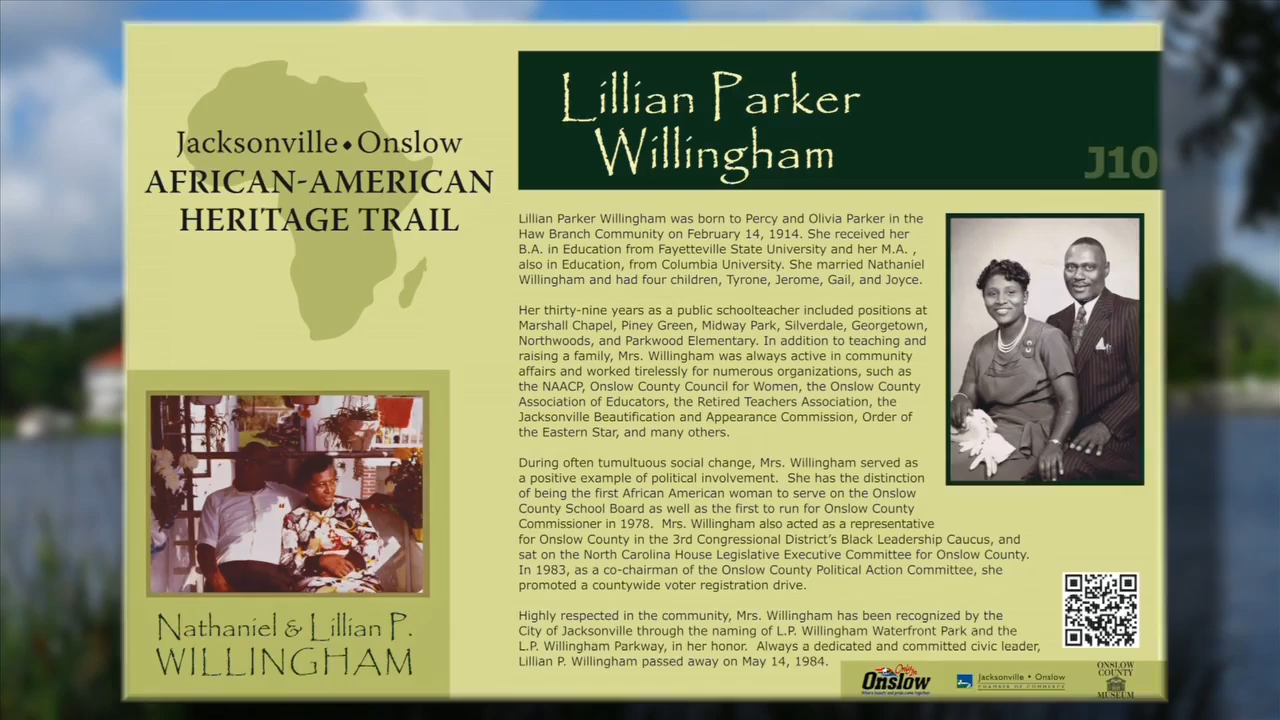 Jacksonville • Onslow
AFRICAN-AMERICAN
HERITAGE TRAIL
Lillian Parker
Willingham
J10
Lillian Parker Willingham was born to Percy and Olivia Parker in the
Haw Branch Community on February 14, 1914. She received her
B.A. in Education from Fayetteville State University and her M.A. ,
also in Education, from Columbia University. She married Nathaniel
Willingham and had four children, Tyrone, Jerome, Gail, and Joyce.
Her thirty-nine years as a public schoolteacher included positions at
Marshall Chapel, Piney Green, Midway Park, Silverdale, Georgetown,
Northwoods, and Parkwood Elementary. In addition to teaching and
raising a family, Mrs. Willingham was always active in community
affairs and worked tirelessly for numerous organizations, such as
the NAACP, Onslow County Council for Women, the Onslow County
Association of Educators, the Retired Teachers Association, the
Jacksonville Beautification and Appearance Commission, Order of
the Eastern Star, and many others.
During often tumultuous social change, Mrs. Willingham served as
a positive example of political involvement. She has the distinction
of being the first African American woman to serve on the Onslow
County School Board as well as the first to run for Onslow County
Commissioner in 1978. Mrs. Willingham also acted as a representative
for Onslow County in the 3rd Congressional District's Black Leadership Caucus, and
sat on the North Carolina House Legislative Executive Committee for Onslow County.
In 1983, as a co-chairman of the Onslow County Political Action Committee, she
promoted a countywide voter registration drive.
Highly respected in the community, Mrs. Willingham has been recognized by the
City of Jacksonville through the naming of L.P. Willingham Waterfront Park and the
L.P. Willingham Parkway, in her honor. Always a dedicated and committed civic leader,
Lillian P. Willingham passed away on May 14, 1984.
Nathaniel & Lillian P.
WILLINGHAM
Only in
Onslow
Jacksonville • Onslow
CHAMBER OF COMMERCE
ONSLOW
COUNTY
MUSEUM